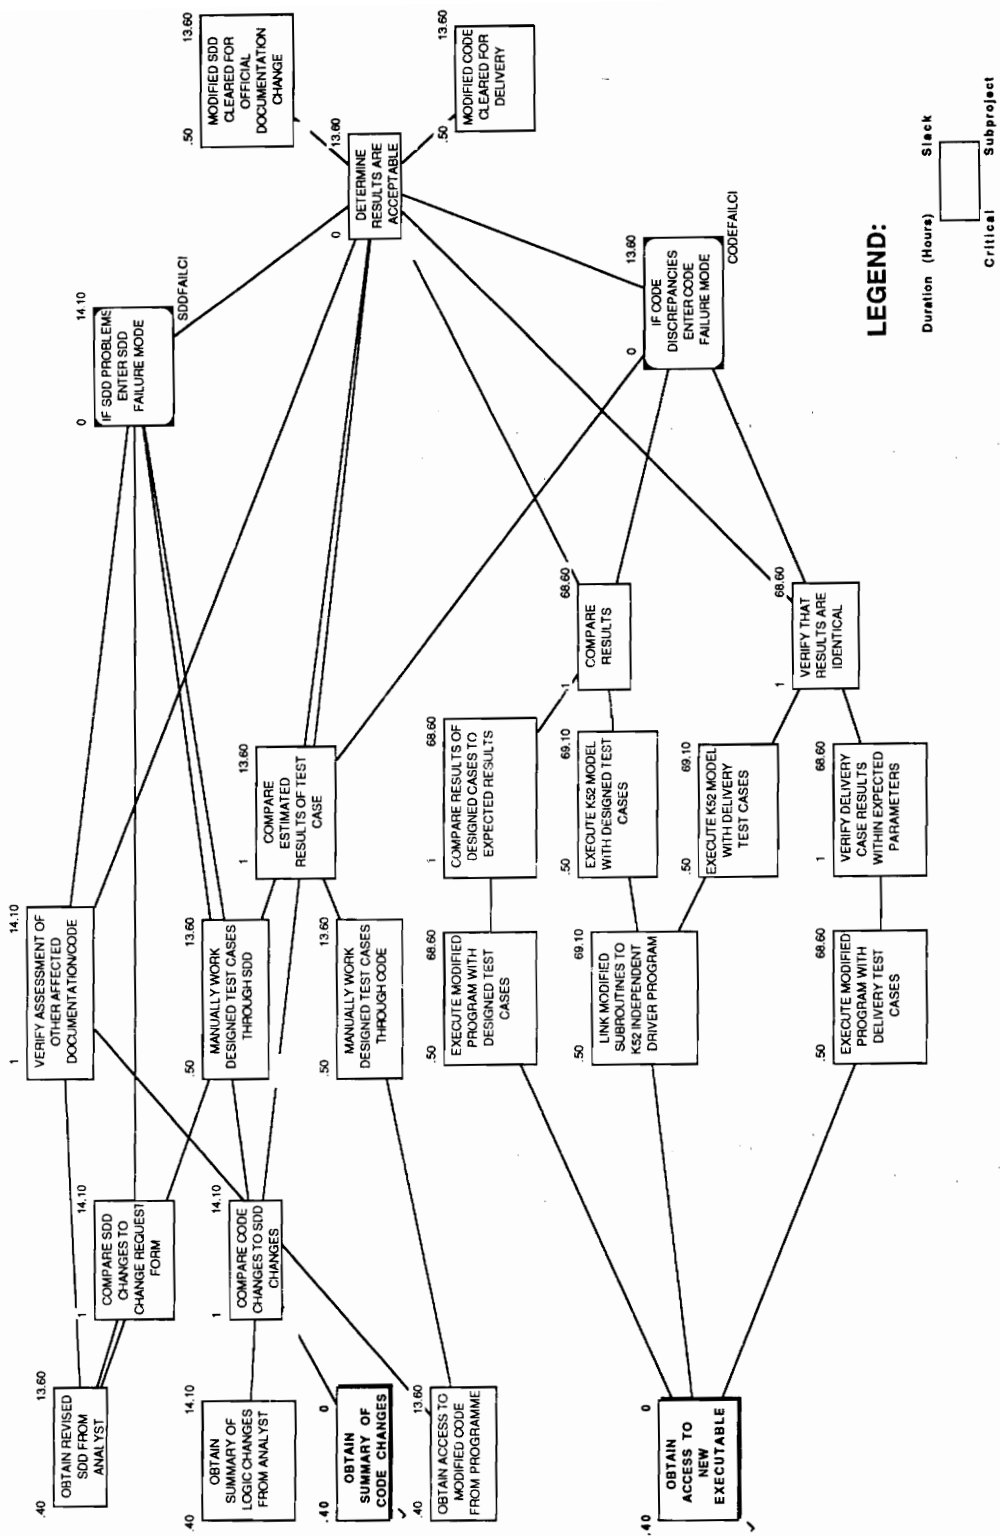 .40
13.60
OBTAIN REVISED
SDD FROM
ANALYST
.40
14.10
OBTAIN
SUMMARY OF
LOGIC CHANGES
FROM ANALYST
.40
0
OBTAIN
SUMMARY OF
CODE CHANGES
.40
13.60
OBTAIN ACCESS TO
MODIFIED CODE
FROM PROGRAMME
.40
0
OBTAIN
ACCESS TO
NEW
EXECUTABLE
1
14.10
COMPARE SDD
CHANGES TO
CHANGE REQUEST
FORM
1
14.10
COMPARE CODE
CHANGES TO SDD
CHANGES
1
14.10
VERIFY ASSESSMENT OF
OTHER AFFECTED
DOCUMENTATION/CODE
.50
13.60
MANUALLY WORK
DESIGNED TEST CASES
THROUGH SDD
.50
13.60
MANUALLY WORK
DESIGNED TEST CASES
THROUGH CODE
.50
68.60
EXECUTE MODIFIED
PROGRAM WITH
DESIGNED TEST
CASES
.50
69.10
LINK MODIFIED
SUBROUTINES TO
K52 INDEPENDENT
DRIVER PROGRAM
.50
68.60
EXECUTE MODIFIED
PROGRAM WITH
DELIVERY TEST
CASES
1
13.60
COMPARE
ESTIMATED
RESULTS OF TEST
CASE
1
68.60
COMPARE RESULTS OF
DESIGNED CASES TO
EXPECTED RESULTS
.50
69.10
EXECUTE K52 MODEL
WITH DESIGNED TEST
CASES
.50
69.10
EXECUTE K52 MODEL
WITH DELIVERY
TEST CASES
1
68.60
VERIFY DELIVERY
CASE RESULTS
WITHIN EXPECTED
PARAMETERS
1
68.60
COMPARE
RESULTS
1
68.60
VERIFY THAT
RESULTS ARE
IDENTICAL
0
14.10
IF SDD PROBLEMS
ENTER SDD
FAILURE MODE
SDDFAILCI
0
13.60
IF CODE
DISCREPANCIES
ENTER CODE
FAILURE MODE
CODEFAILCI
0
13.60
DETERMINE
RESULTS ARE
ACCEPTABLE
.50
13.60
MODIFIED SDD
CLEARED FOR
OFFICIAL
DOCUMENTATION
CHANGE
.50
13.60
MODIFIED CODE
CLEARED FOR
DELIVERY
LEGEND:
Duration (Hours)
Slack
Critical
Subproject